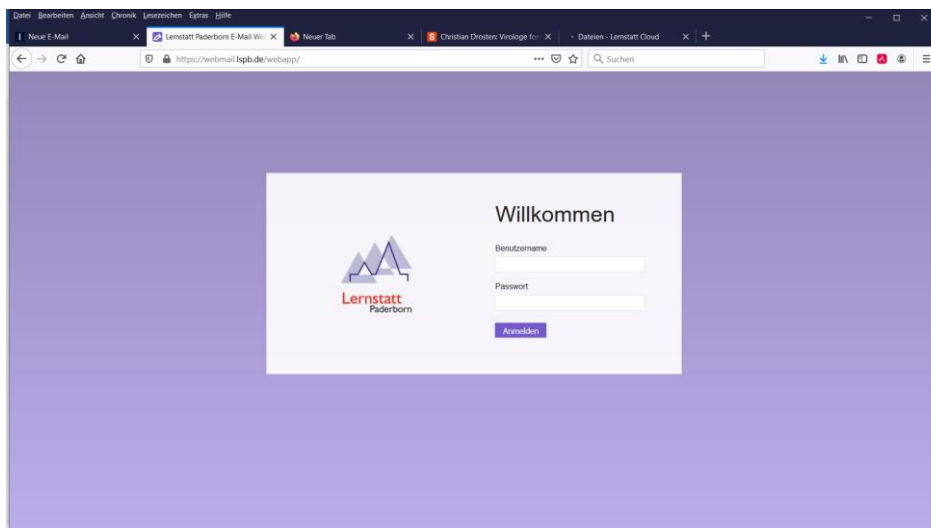 Datei Bearbeiten Ansicht Chronik Lesezeichen Extras Hilfe
Neue E-Mail
Lernstatt Paderborn E-Mail We
Neuer Tab
Christian Drosten: Virologe for
Dateien - Lernstatt Cloud
https://webmail.lspb.de/webapp/
Suchen
Willkommen
Benutzername
Passwort
Anmelden
Lernstatt
Paderborn